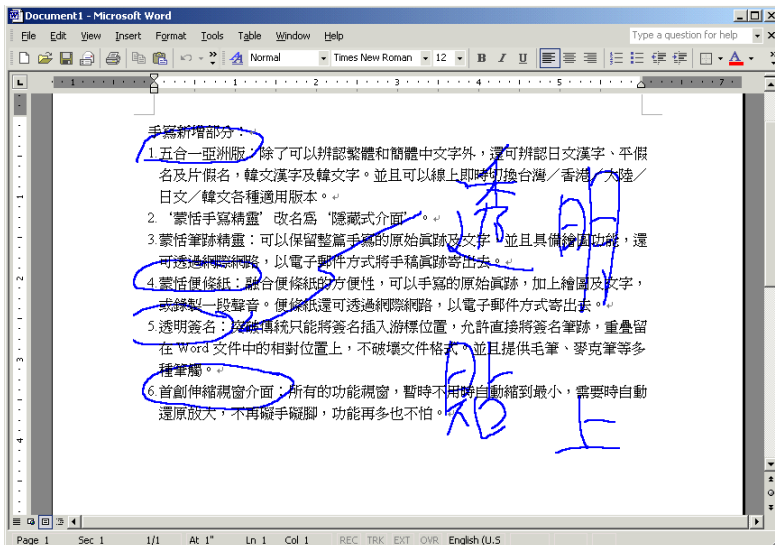 Document1 - Microsoft Word
File Edit View Insert Format Tools Table Window Help Type a question for help
Normal Times New Roman 12 B I U
1 1 2 3 4 5 7
手寫新增部分：
1.五合一亞洲版：除了可以辨認繁體和簡體中文字外，還可辨認日文漢字、平假
名及片假名，韓文漢字及韓文字。並且可以線上即時切換台灣／香港／大陸／
日文／韓文各種適用版本。
2.‘蒙恬手寫精靈’改名為‘隱藏式介面’。
3.蒙恬筆跡精靈：可以保留整篇手寫的原始真跡及文字，並且具備繪圖功能，還
可透過網際網路，以電子郵件方式將手稿真跡寄出去。
4.蒙恬便條紙：融合便條紙的方便性，可以手寫的原始真跡，加上繪圖及文字，
或錄製一段聲音。便條紙還可透過網際網路，以電子郵件方式寄出去。
5.透明簽名：突破傳統只能將簽名插入游標位置，允許直接將簽名筆跡，重疊留
在 Word 文件中的相對位置上，不破壞文件格式。並且提供毛筆、麥克筆等多
種筆觸。
6.首創伸縮視窗介面：所有的功能視窗，暫時不用時自動縮到最小，需要時自動
還原放大，不再礙手礙腳，功能再多也不怕。
明
上
Page 1 Sec 1 1/1 At 1" Ln 1 Col 1 REC TRK EXT OVR English (U.S